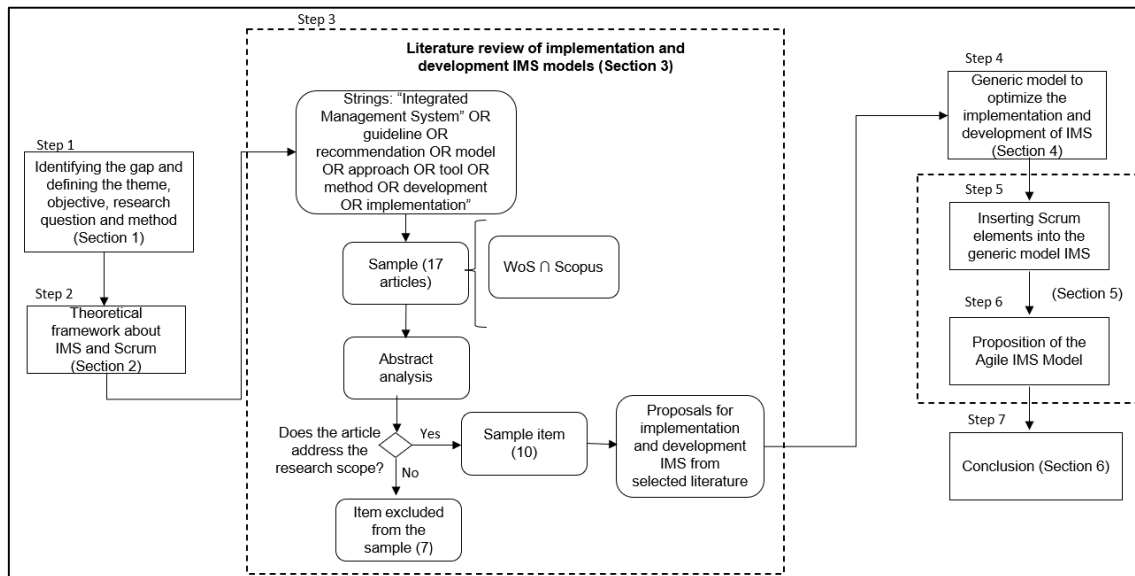 Step 1
Identifying the gap and
defining the theme,
objective, research
question and method
(Section 1)
Step 2
Theoretical
framework about
IMS and Scrum
(Section 2)
Step 3
Literature review of implementation and
development IMS models (Section 3)
Strings: “Integrated
Management System” OR
guideline OR
recommendation OR model
OR approach OR tool OR
method OR development
OR implementation”
Sample (17
articles)
WoS ∩ Scopus
Abstract
analysis
Does the article
address the
research scope?
Yes
No
Item excluded
from the
sample (7)
Sample item
(10)
Proposals for
implementation
and development
IMS from
selected literature
Step 4
Generic model to
optimize the
implementation and
development of IMS
(Section 4)
Step 5
Inserting Scrum
elements into the
generic model IMS
(Section 5)
Step 6
Proposition of the
Agile IMS Model
Step 7
Conclusion (Section 6)